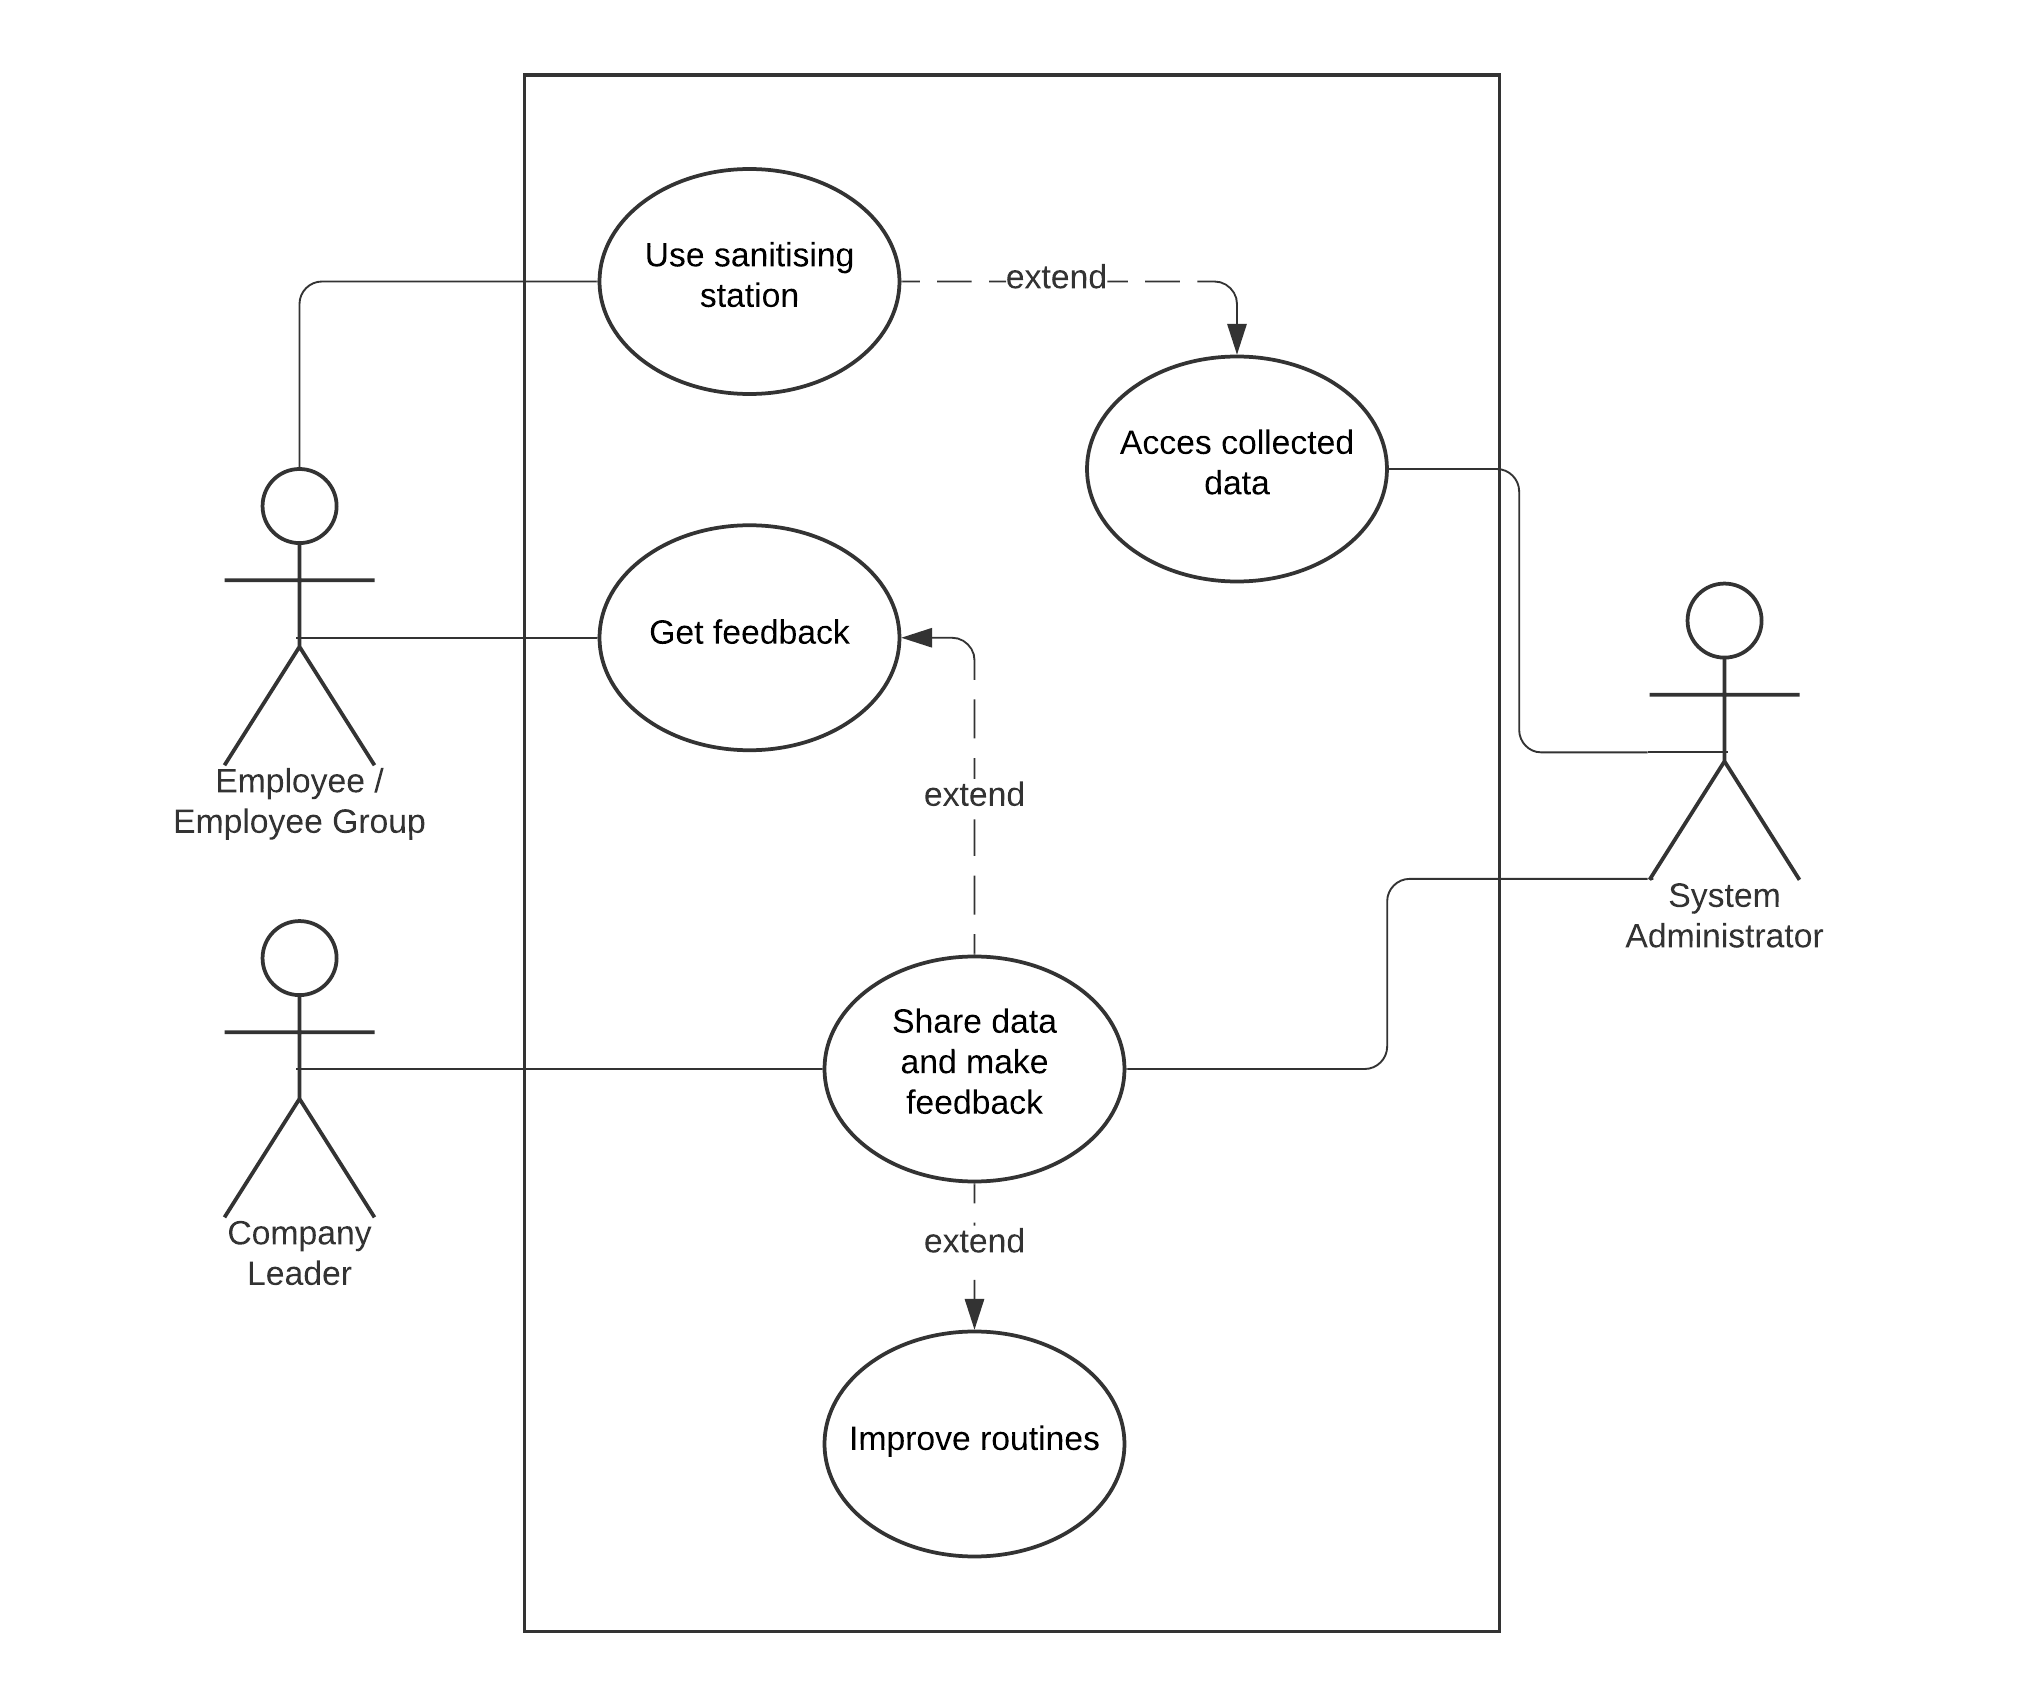 Use sanitising
station
extend
Acces collected
data
Get feedback
Employee /
Employee Group
extend
System
Administrator
Share data
and make
feedback
Company
Leader
extend
Improve routines